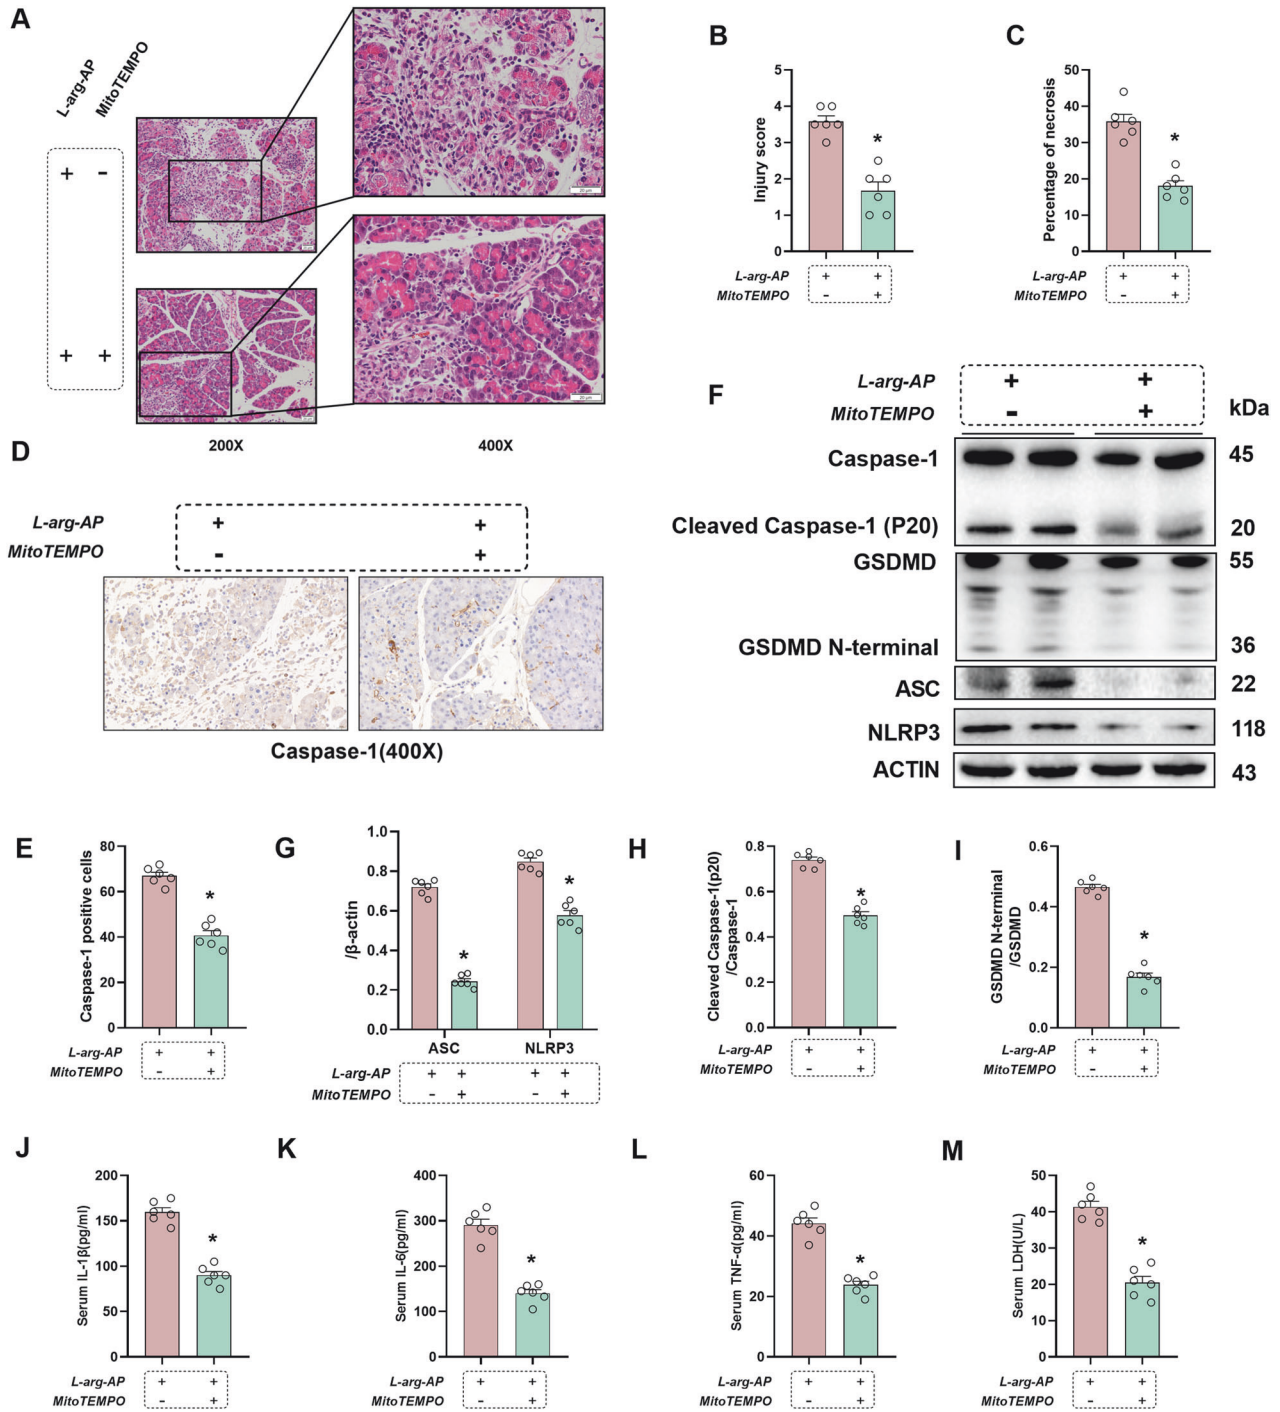 A
L-arg-AP
MitoTEMPO
+ -
+ +
20 μm
20 μm
200X
400X
B
Injury score
5
4
3
2
1
0
*
L-arg-AP + +
MitoTEMPO - +
C
Percentage of necrosis
50
40
30
20
10
0
*
L-arg-AP + +
MitoTEMPO - +
D
L-arg-AP + +
MitoTEMPO - +
Caspase-1(400X)
F
L-arg-AP + +
MitoTEMPO - +
kDa
Caspase-1 45
Cleaved Caspase-1 (P20) 20
GSDMD 55
GSDMD N-terminal 36
ASC 22
NLRP3 118
ACTIN 43
E
Caspase-1 positive cells
80
60
40
20
0
*
L-arg-AP + +
MitoTEMPO - +
G
/β-actin
1.0
0.8
0.6
0.4
0.2
0.0
*
*
ASC NLRP3
L-arg-AP + + + +
MitoTEMPO - + - +
H
Cleaved Caspase-1(p20)
/Caspase-1
0.8
0.6
0.4
0.2
0.0
*
L-arg-AP + +
MitoTEMPO - +
I
GSDMD N-terminal
/GSDMD
0.6
0.4
0.2
0.0
*
L-arg-AP + +
MitoTEMPO - +
J
Serum IL-1β(pg/ml)
200
150
100
50
0
*
L-arg-AP + +
MitoTEMPO - +
K
Serum IL-6(pg/ml)
400
300
200
100
0
*
L-arg-AP + +
MitoTEMPO - +
L
Serum TNF-α(pg/ml)
60
40
20
0
*
L-arg-AP + +
MitoTEMPO - +
M
Serum LDH(U/L)
50
40
30
20
10
0
*
L-arg-AP + +
MitoTEMPO - +